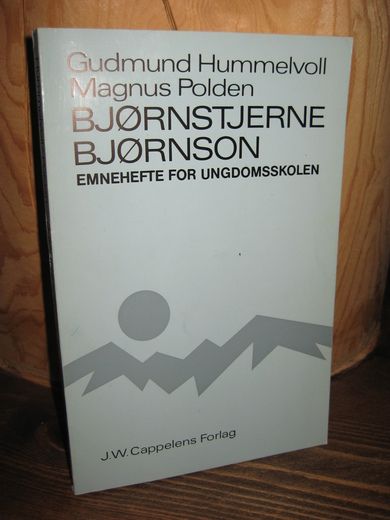 Gudmund Hummelvoll
Magnus Polden
BJØRNSTJERNE
BJØRNSON
EMNEHEFTE FOR UNGDOMSSKOLEN
J.W. Cappelens Forlag